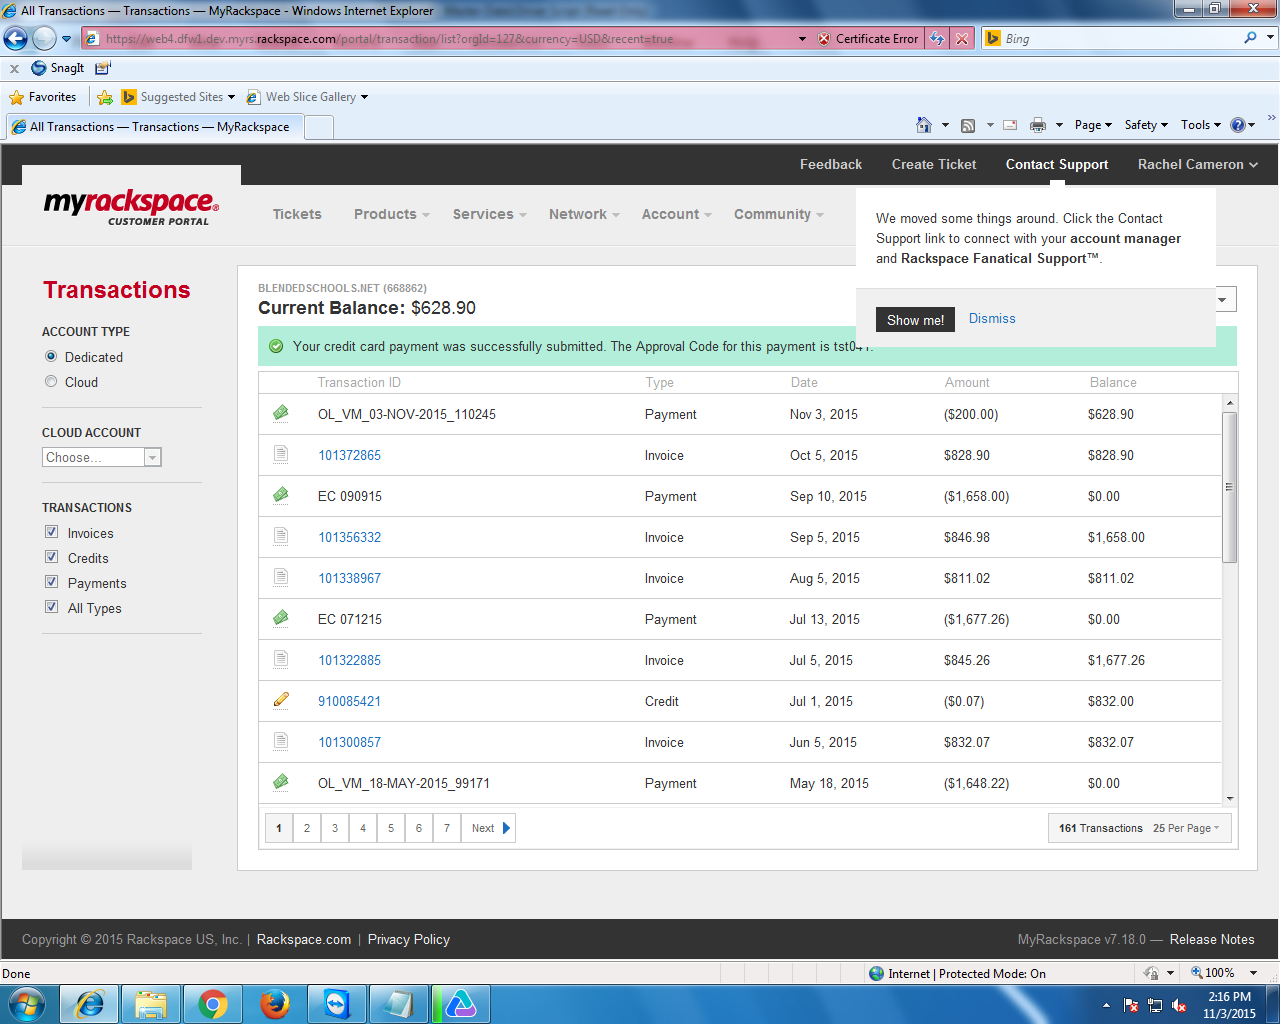 All Transactions — Transactions — MyRackspace - Windows Internet Explorer
https://web4.dfw1.dev.myrs.rackspace.com/portal/transaction/list?orgId=127&currency=USD&recent=true
Certificate Error
Bing
x SnagIt
Favorites
Suggested Sites
Web Slice Gallery
All Transactions — Transactions — MyRackspace
Page
Safety
Tools
Feedback
Create Ticket
Contact Support
Rachel Cameron
myrackspace®
CUSTOMER PORTAL
Tickets
Products
Services
Network
Account
Community
We moved some things around. Click the Contact
Support link to connect with your account manager
and Rackspace Fanatical Support™.
Show me!
Dismiss
Transactions
ACCOUNT TYPE
Dedicated
Cloud
CLOUD ACCOUNT
Choose...
TRANSACTIONS
Invoices
Credits
Payments
All Types
BLENDEDSCHOOLS.NET (668862)
Current Balance: $628.90
Your credit card payment was successfully submitted. The Approval Code for this payment is tst041.
Transaction ID Type Date Amount Balance
OL_VM_03-NOV-2015_110245 Payment Nov 3, 2015 ($200.00) $628.90
101372865 Invoice Oct 5, 2015 $828.90 $828.90
EC 090915 Payment Sep 10, 2015 ($1,658.00) $0.00
101356332 Invoice Sep 5, 2015 $846.98 $1,658.00
101338967 Invoice Aug 5, 2015 $811.02 $811.02
EC 071215 Payment Jul 13, 2015 ($1,677.26) $0.00
101322885 Invoice Jul 5, 2015 $845.26 $1,677.26
910085421 Credit Jul 1, 2015 ($0.07) $832.00
101300857 Invoice Jun 5, 2015 $832.07 $832.07
OL_VM_18-MAY-2015_99171 Payment May 18, 2015 ($1,648.22) $0.00
1 2 3 4 5 6 7 Next
161 Transactions 25 Per Page
Copyright © 2015 Rackspace US, Inc. | Rackspace.com | Privacy Policy
MyRackspace v7.18.0 — Release Notes
Done
Internet | Protected Mode: On
100%
2:16 PM
11/3/2015